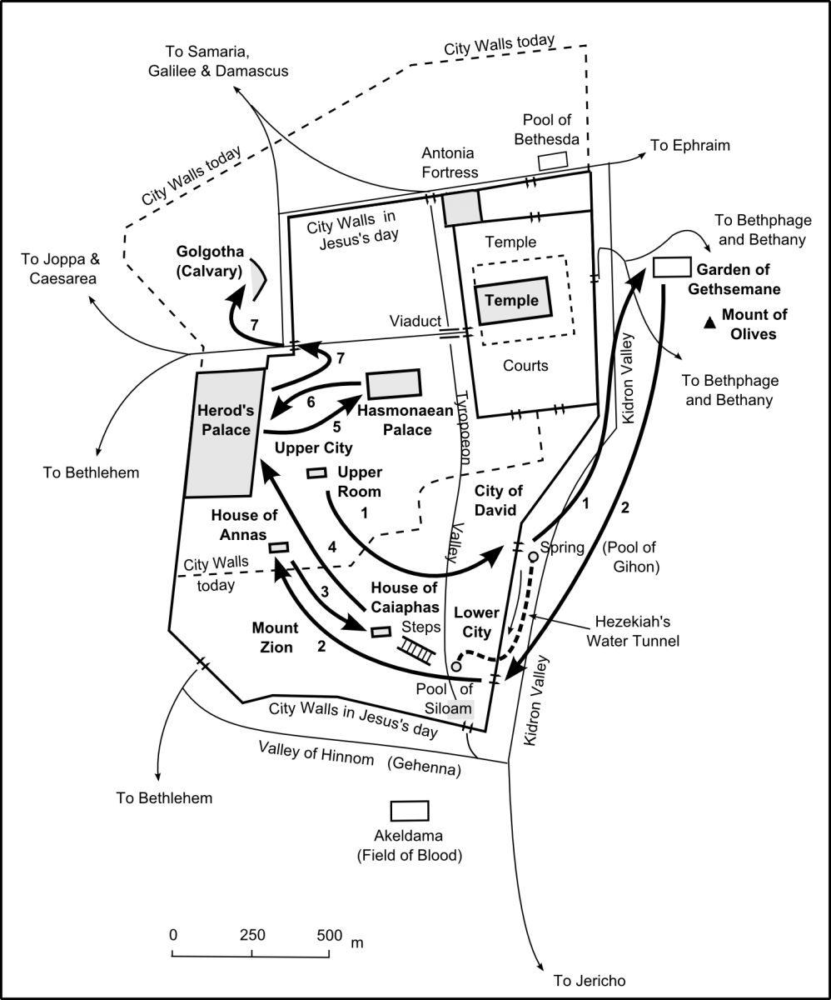 City Walls today
To Samaria,
Galilee & Damascus
Pool of
Bethesda
To Ephraim
Antonia
Fortress
City Walls today
City Walls in
Jesus's day
To Bethphage
and Bethany
Temple
Golgotha
(Calvary)
To Joppa &
Caesarea
Garden of
Gethsemane
Temple
Mount of
Olives
Viaduct
7
7
Courts
Kidron Valley
To Bethphage
and Bethany
6
Hasmonaean
Palace
Herod's
Palace
5
Upper City
Tyropoeon
Valley
To Bethlehem
Upper
Room
City of
David
1
1
2
House of
Annas
4
Spring
(Pool of
Gihon)
City Walls
today
3
House of
Caiaphas
Steps
Lower
City
Hezekiah's
Water Tunnel
Mount
Zion
2
Pool of
Siloam
Kidron Valley
City Walls in Jesus's day
Valley of Hinnom (Gehenna)
To Bethlehem
Akeldama
(Field of Blood)
0 250 500 m
To Jericho